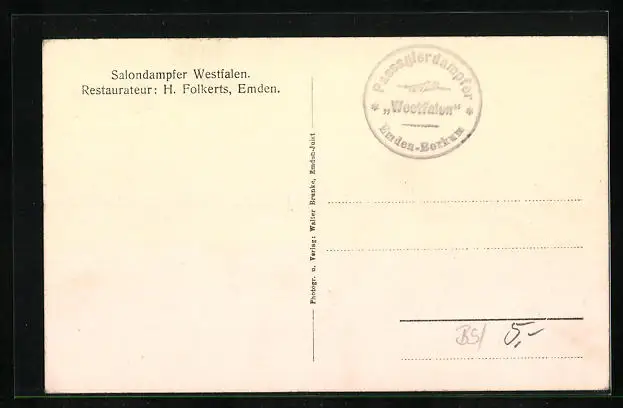 Salondampfer Westfalen.
Restaurateur: H. Folkerts, Emden.
Photogr. u. Verlag: Walter Brunke, Emden-Juist
Passagierdampfer
* „Westfalen“ *
Emden-Borkum
BS/ 5,-